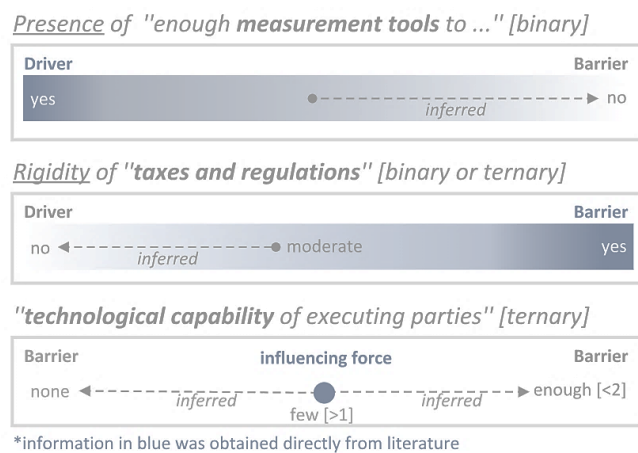 Presence of "enough measurement tools to ..." [binary]
Driver Barrier
yes no
inferred
Rigidity of "taxes and regulations" [binary or ternary]
Driver Barrier
no moderate yes
inferred
"technological capability of executing parties" [ternary]
Barrier influencing force Barrier
none enough [<2]
inferred inferred
few [>1]
*information in blue was obtained directly from literature